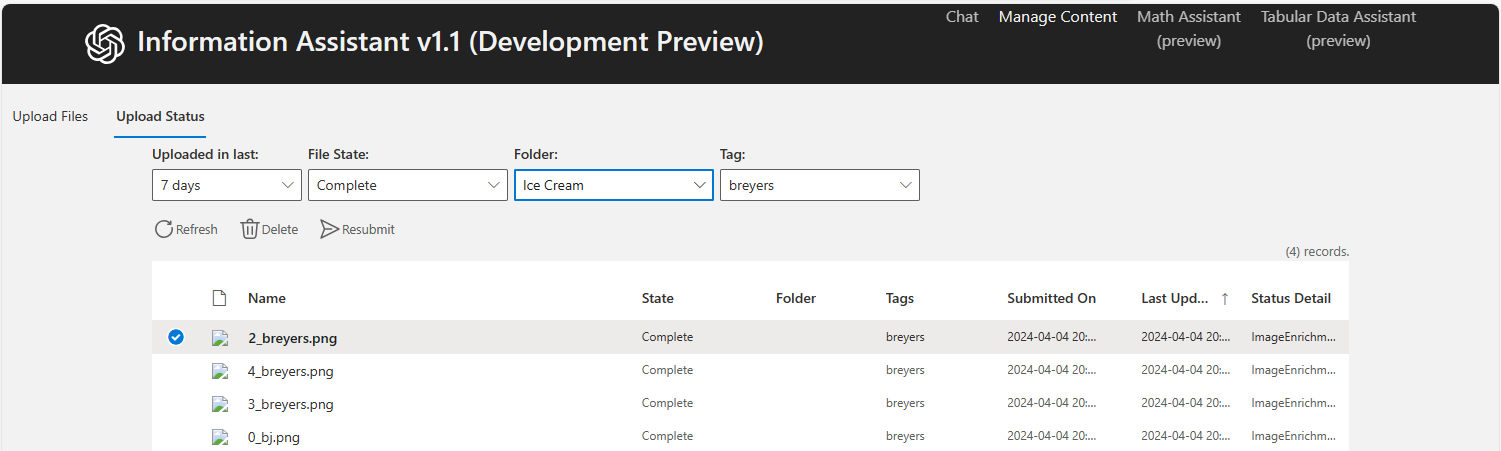 Information Assistant v1.1 (Development Preview)
Chat Manage Content Math Assistant (preview) Tabular Data Assistant (preview)
Upload Files Upload Status
Uploaded in last: File State: Folder: Tag:
7 days Complete Ice Cream breyers
Refresh Delete Resubmit
(4) records.
Name State Folder Tags Submitted On Last Upd... ↑ Status Detail
2_breyers.png Complete breyers 2024-04-04 20:... 2024-04-04 20:... ImageEnrichm...
4_breyers.png Complete breyers 2024-04-04 20:... 2024-04-04 20:... ImageEnrichm...
3_breyers.png Complete breyers 2024-04-04 20:... 2024-04-04 20:... ImageEnrichm...
0_bj.png Complete breyers 2024-04-04 20:... 2024-04-04 20:... ImageEnrichm...